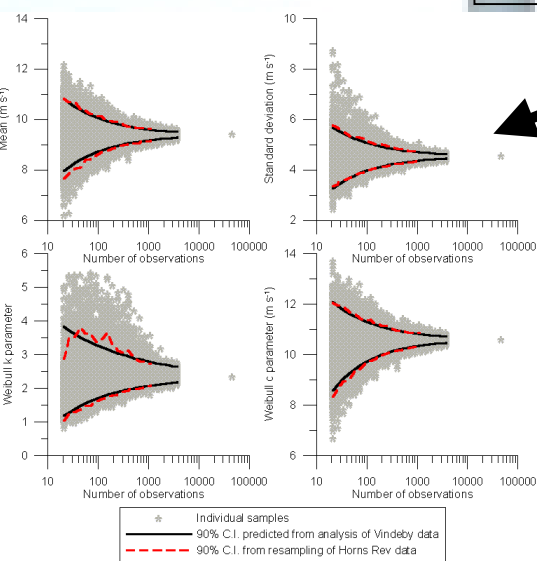 14
12
10
8
6
Mean (m s⁻¹)
10 100 1000 10000 100000
Number of observations
10
8
6
4
2
Standard deviation (m s⁻¹)
10 100 1000 10000 100000
Number of observations
6
5
4
3
2
1
0
Weibull k parameter
10 100 1000 10000 100000
Number of observations
14
12
10
8
6
Weibull c parameter (m s⁻¹)
10 100 1000 10000 100000
Number of observations
Individual samples
90% C.I. predicted from analysis of Vindeby data
90% C.I. from resampling of Horns Rev data